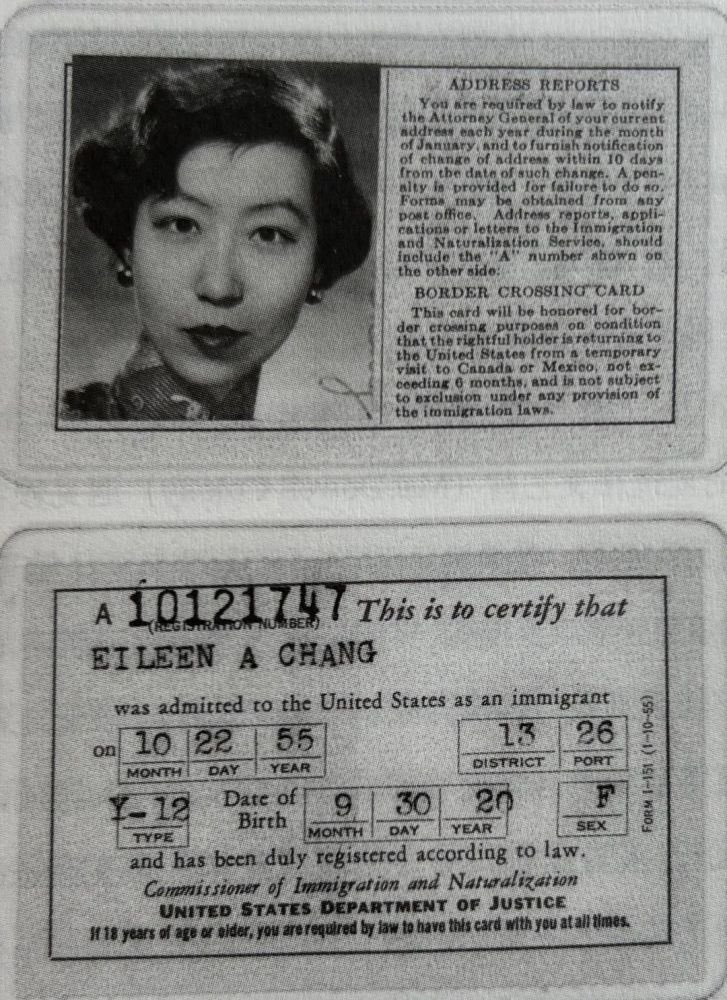 ADDRESS REPORTS
You are required by law to notify
the Attorney General of your current
address each year during the month
of January, and to furnish notification
of change of address within 10 days
from the date of such change. A pen-
alty is provided for failure to do so.
Forms may be obtained from any
post office. Address reports, appli-
cations or letters to the Immigration
and Naturalization Service, should
include the "A" number shown on
the other side.
BORDER CROSSING CARD
This card will be honored for bor-
der crossing purposes on condition
that the rightful holder is returning to
the United States from a temporary
visit to Canada or Mexico, not ex-
ceeding 6 months, and is not subject
to exclusion under any provision of
the immigration laws.
A 10121747 This is to certify that
(REGISTRATION NUMBER)
EILEEN A CHANG
was admitted to the United States as an immigrant
on 10 22 55 13 26
MONTH DAY YEAR DISTRICT PORT
Y-12 Date of Birth 9 30 20 F
TYPE MONTH DAY YEAR SEX
and has been duly registered according to law.
Commissioner of Immigration and Naturalization
UNITED STATES DEPARTMENT OF JUSTICE
If 18 years of age or older, you are required by law to have this card with you at all times.
FORM I-151 (1-10-55)